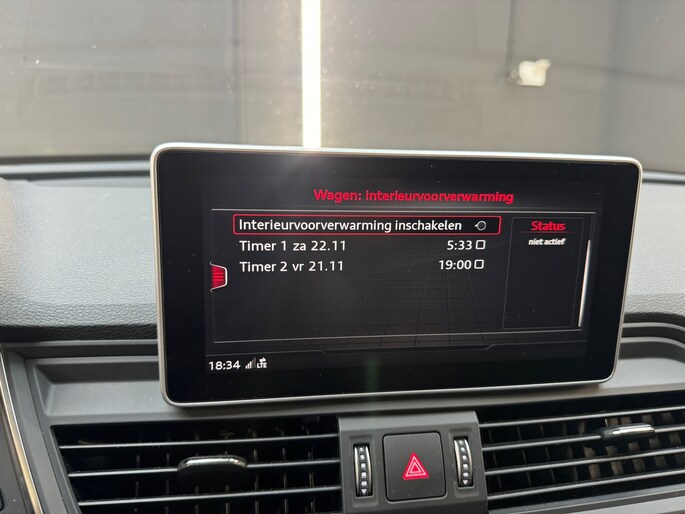 Wagen: Interieurvoorverwarming
Interieurvoorverwarming inschakelen
Timer 1 za 22.11 5:33
Timer 2 vr 21.11 19:00
Status
niet actief
18:34 LTE